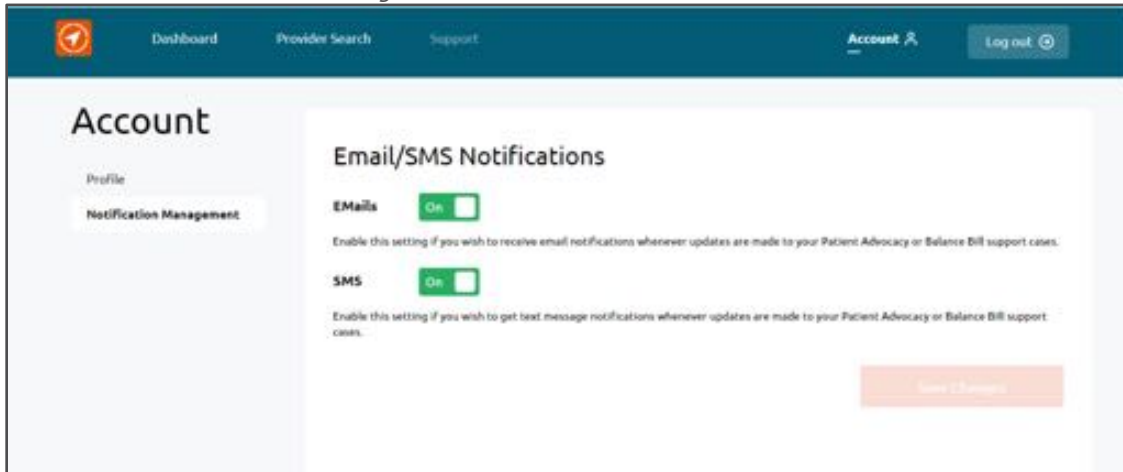 Dashboard Provider Search Support Account Log out
Account
Profile
Notification Management
Email/SMS Notifications
EMails On
Enable this setting if you wish to receive email notifications whenever updates are made to your Patient Advocacy or Balance Bill support cases.
SMS On
Enable this setting if you wish to get text message notifications whenever updates are made to your Patient Advocacy or Balance Bill support
cases.
Save Changes